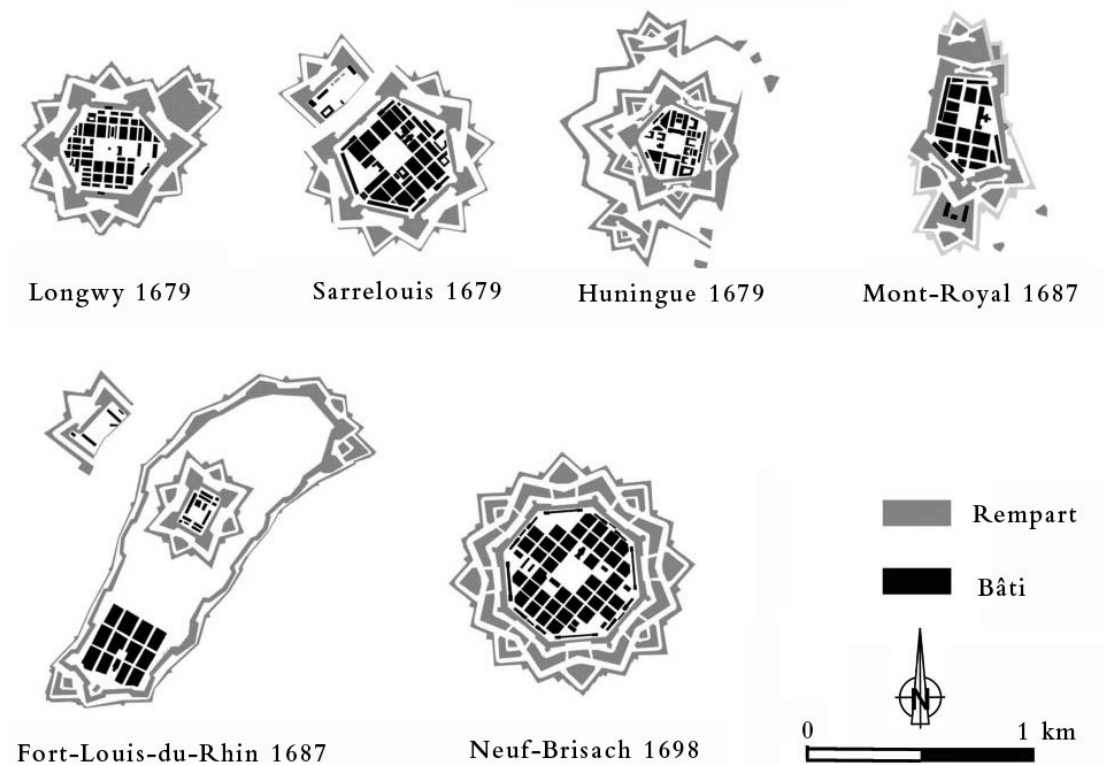 Longwy 1679
Sarrelouis 1679
Huningue 1679
Mont-Royal 1687
Rempart
Bâti
N
0 1 km
Fort-Louis-du-Rhin 1687
Neuf-Brisach 1698